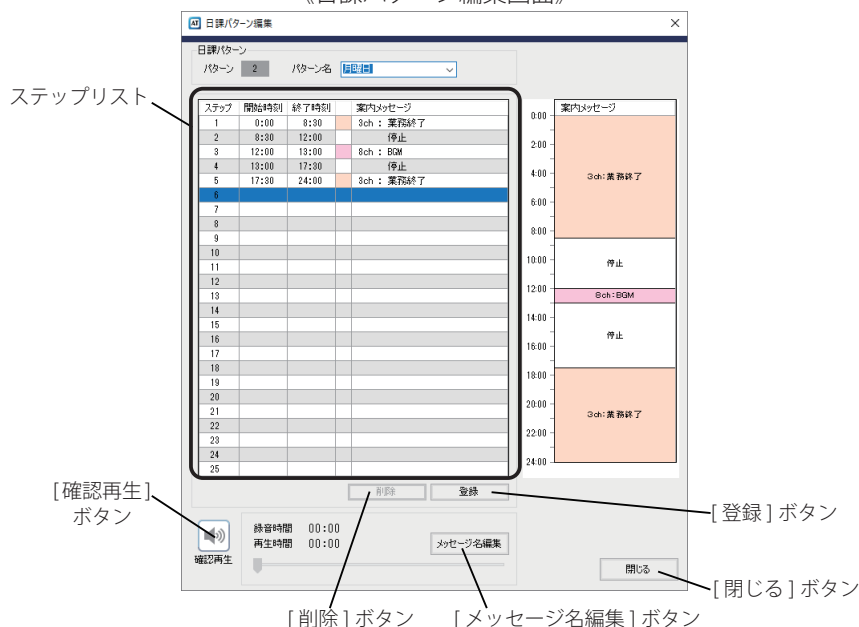 《日課パターン編集画面》
AT 日課パターン編集 ×
日課パターン
パターン 2 パターン名 月曜日
ステップリスト
ステップ 開始時刻 終了時刻 案内メッセージ
1 0:00 8:30 3ch : 業務終了
2 8:30 12:00 停止
3 12:00 13:00 8ch : BGM
4 13:00 17:30 停止
5 17:30 24:00 3ch : 業務終了
6
7
8
9
10
11
12
13
14
15
16
17
18
19
20
21
22
23
24
25
案内メッセージ
0:00
2:00
4:00 3ch:業務終了
6:00
8:00
10:00 停止
12:00 8ch:BGM
14:00
停止
16:00
18:00
20:00
3ch:業務終了
22:00
24:00
削除 登録
[確認再生]
ボタン
[登録]ボタン
録音時間 00:00
再生時間 00:00
メッセージ名編集
確認再生
閉じる
[閉じる]ボタン
[削除]ボタン [メッセージ名編集]ボタン